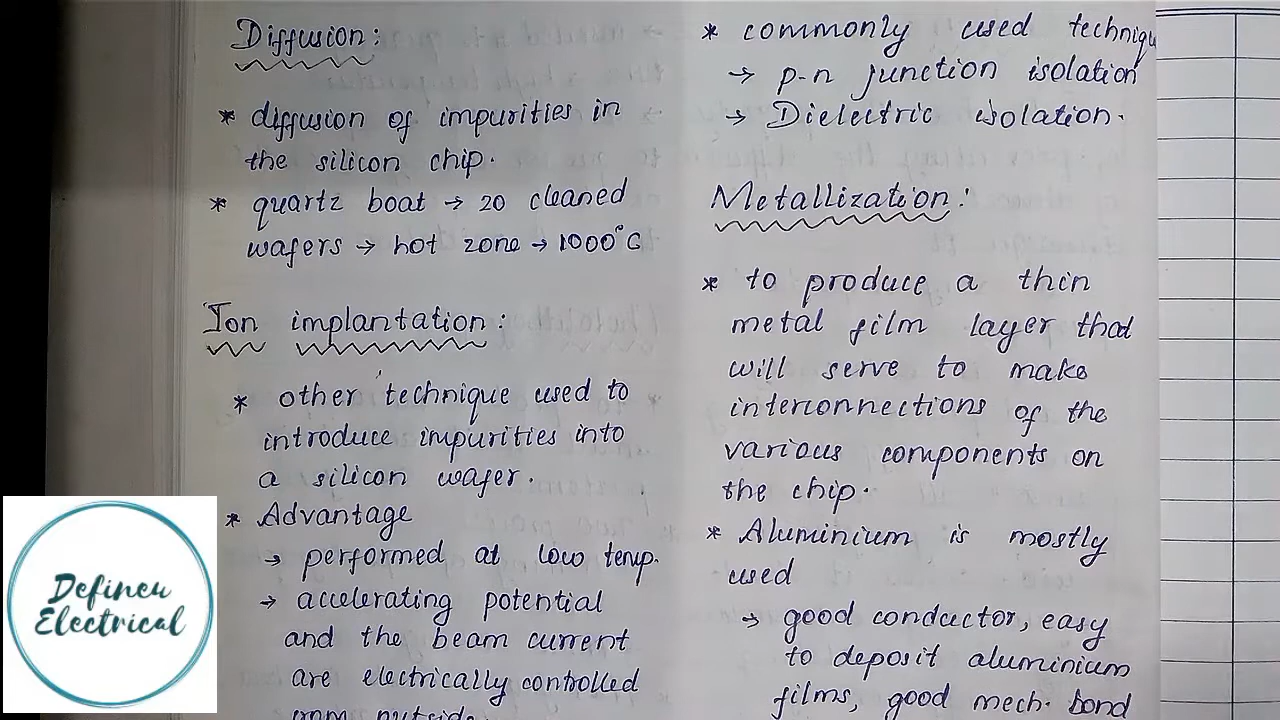 Diffusion:
* diffusion of impurities in
the silicon chip.
* quartz boat → 20 cleaned
wafers → hot zone → 1000°C
Ion implantation:
* other technique used to
introduce impurities into
a silicon wafer.
* Advantage
→ performed at low temp.
→ accelerating potential
and the beam current
are electrically controlled
from outside.
* commonly used techniqu
→ p-n junction isolation
→ Dielectric isolation.
Metallization:
* to produce a thin
metal film layer that
will serve to make
interconnections of the
various components on
the chip.
* Aluminium is mostly
used
→ good conductor, easy
to deposit aluminium
films, good mech. bond
Defineu
Electrical